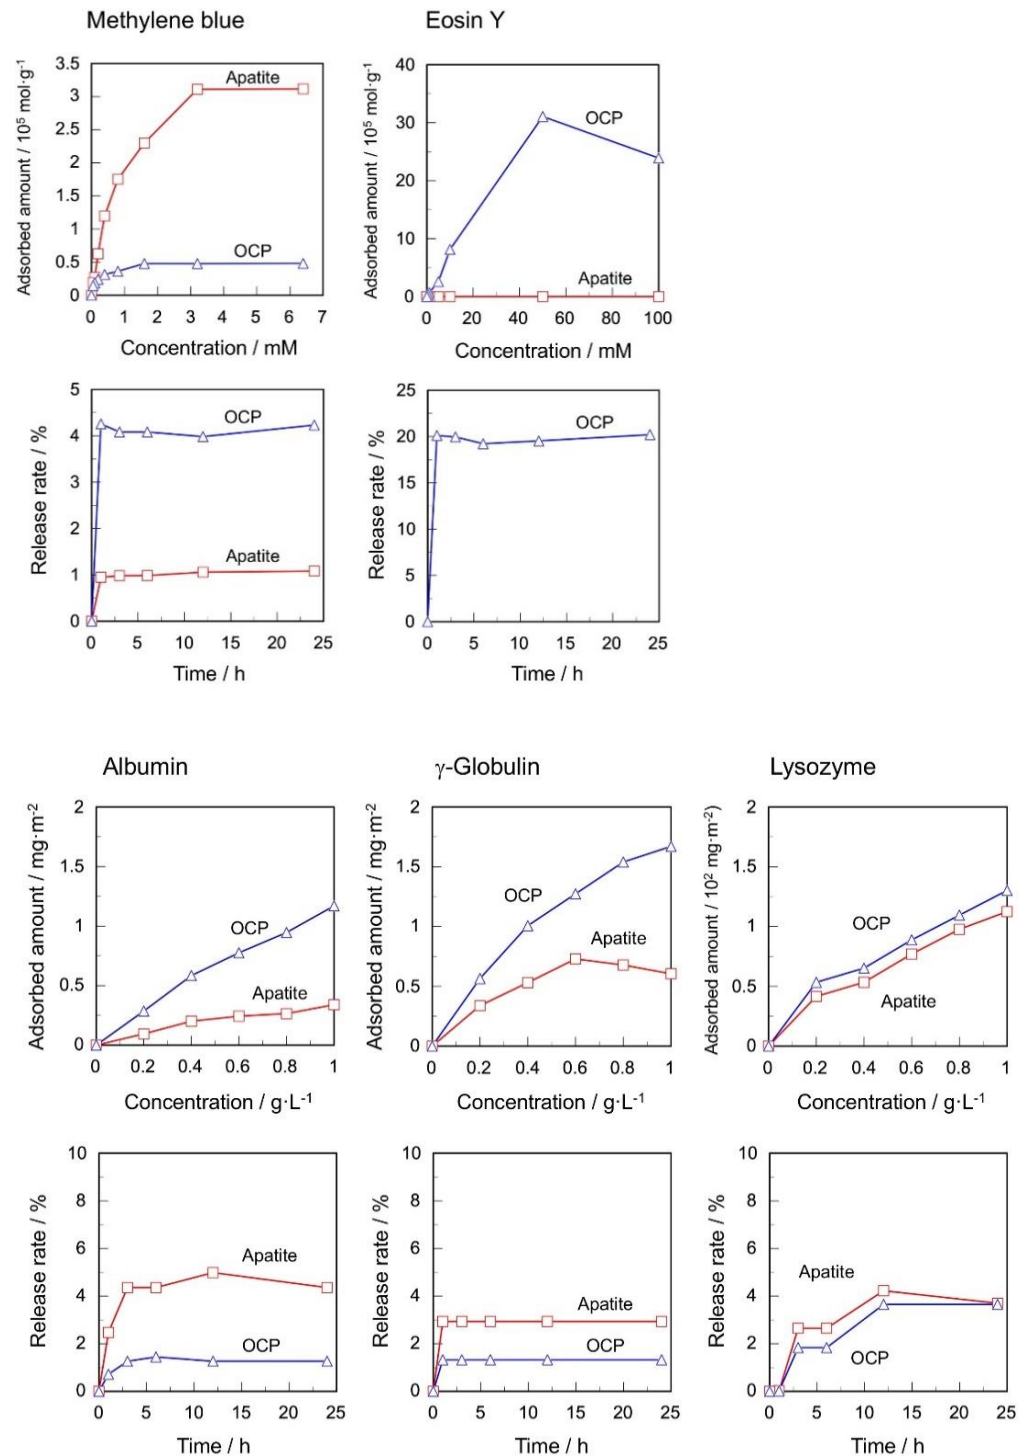 Methylene blue
Eosin Y
Adsorbed amount / 10⁵ mol·g⁻¹
3.5
3
2.5
2
1.5
1
0.5
0
Apatite
OCP
0 1 2 3 4 5 6 7
Concentration / mM
Adsorbed amount / 10⁵ mol·g⁻¹
40
30
20
10
0
OCP
Apatite
0 20 40 60 80 100
Concentration / mM
Release rate / %
5
4
3
2
1
0
OCP
Apatite
0 5 10 15 20 25
Time / h
Release rate / %
25
20
15
10
5
0
OCP
0 5 10 15 20 25
Time / h
Albumin
γ-Globulin
Lysozyme
Adsorbed amount / mg·m⁻²
2
1.5
1
0.5
0
OCP
Apatite
0 0.2 0.4 0.6 0.8 1
Concentration / g·L⁻¹
Adsorbed amount / mg·m⁻²
2
1.5
1
0.5
0
OCP
Apatite
0 0.2 0.4 0.6 0.8 1
Concentration / g·L⁻¹
Adsorbed amount / 10² mg·m⁻²)
2
1.5
1
0.5
0
OCP
Apatite
0 0.2 0.4 0.6 0.8 1
Concentration / g·L⁻¹
Release rate / %
10
8
6
4
2
0
Apatite
OCP
0 5 10 15 20 25
Time / h
Release rate / %
10
8
6
4
2
0
Apatite
OCP
0 5 10 15 20 25
Time / h
Release rate / %
10
8
6
4
2
0
Apatite
OCP
0 5 10 15 20 25
Time / h